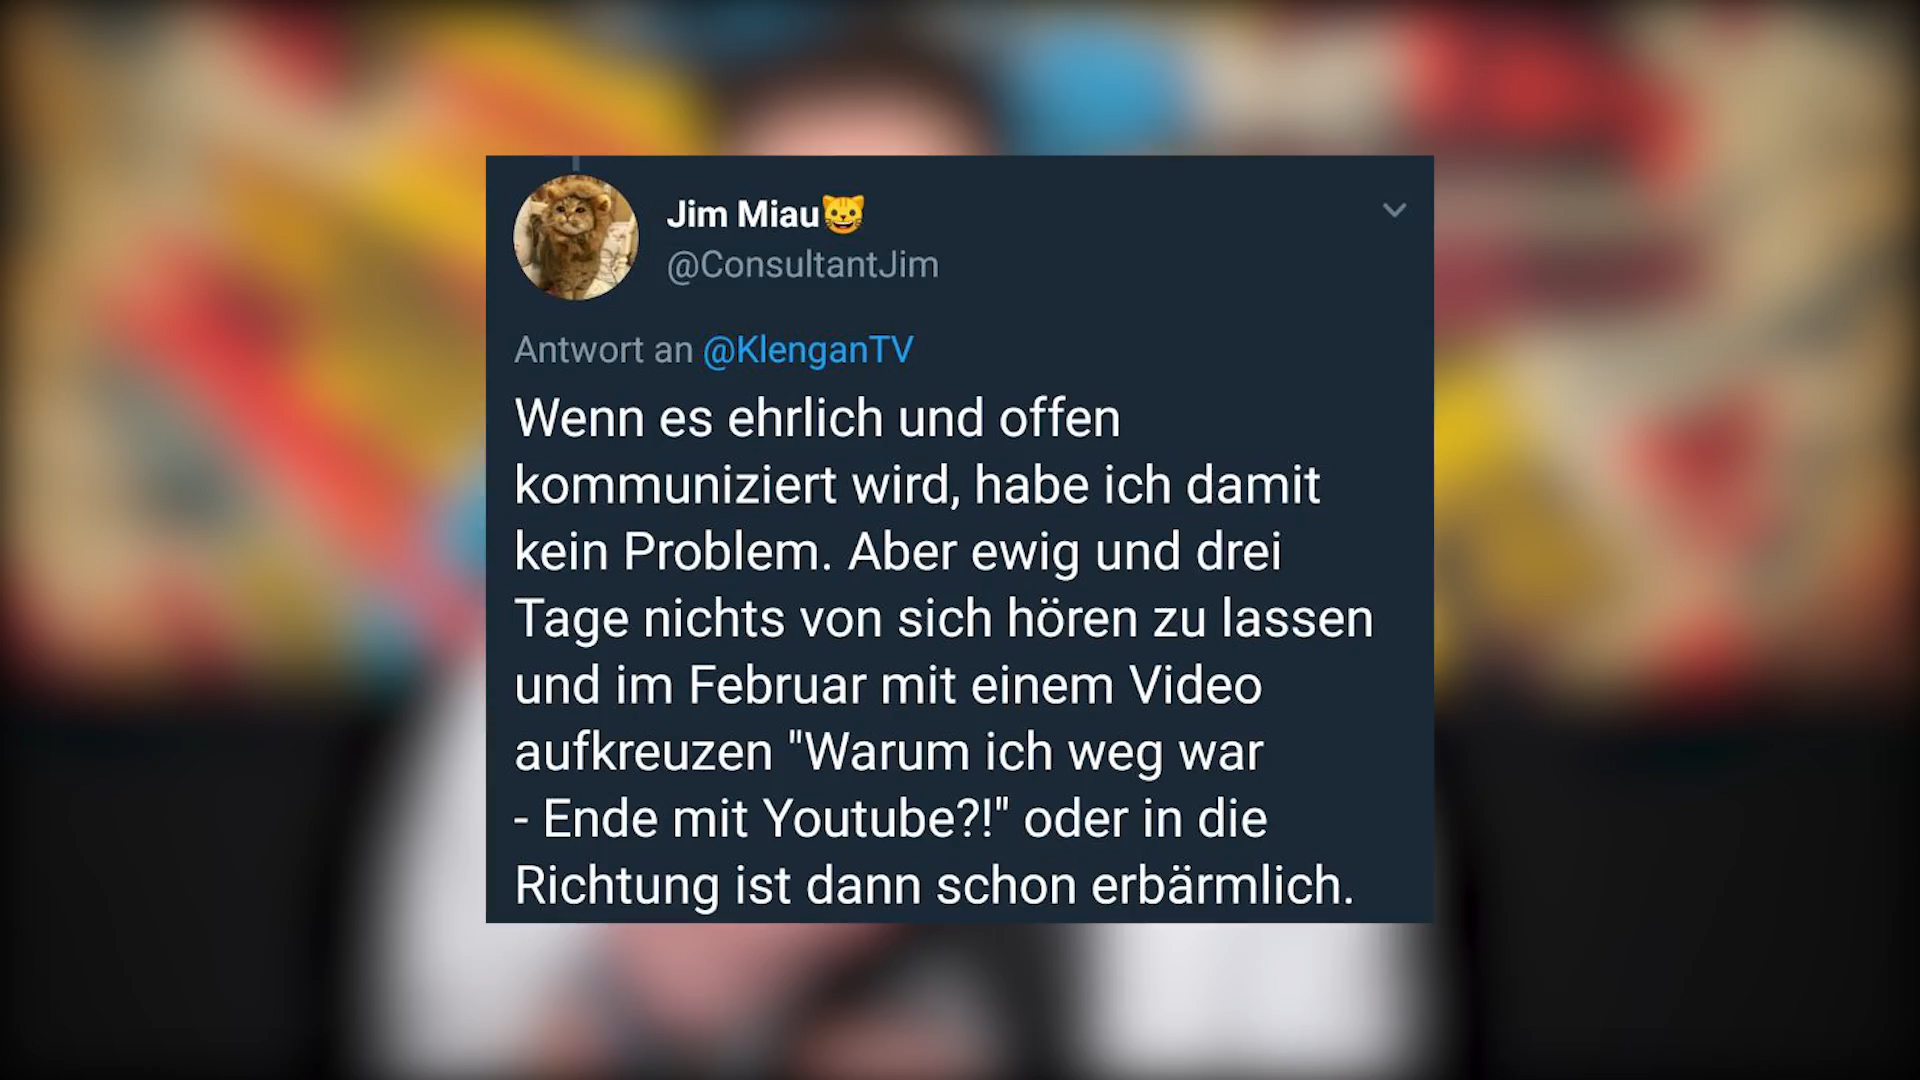 Jim Miau😺
@ConsultantJim
Antwort an @KlenganTV
Wenn es ehrlich und offen
kommuniziert wird, habe ich damit
kein Problem. Aber ewig und drei
Tage nichts von sich hören zu lassen
und im Februar mit einem Video
aufkreuzen "Warum ich weg war
- Ende mit Youtube?!" oder in die
Richtung ist dann schon erbärmlich.